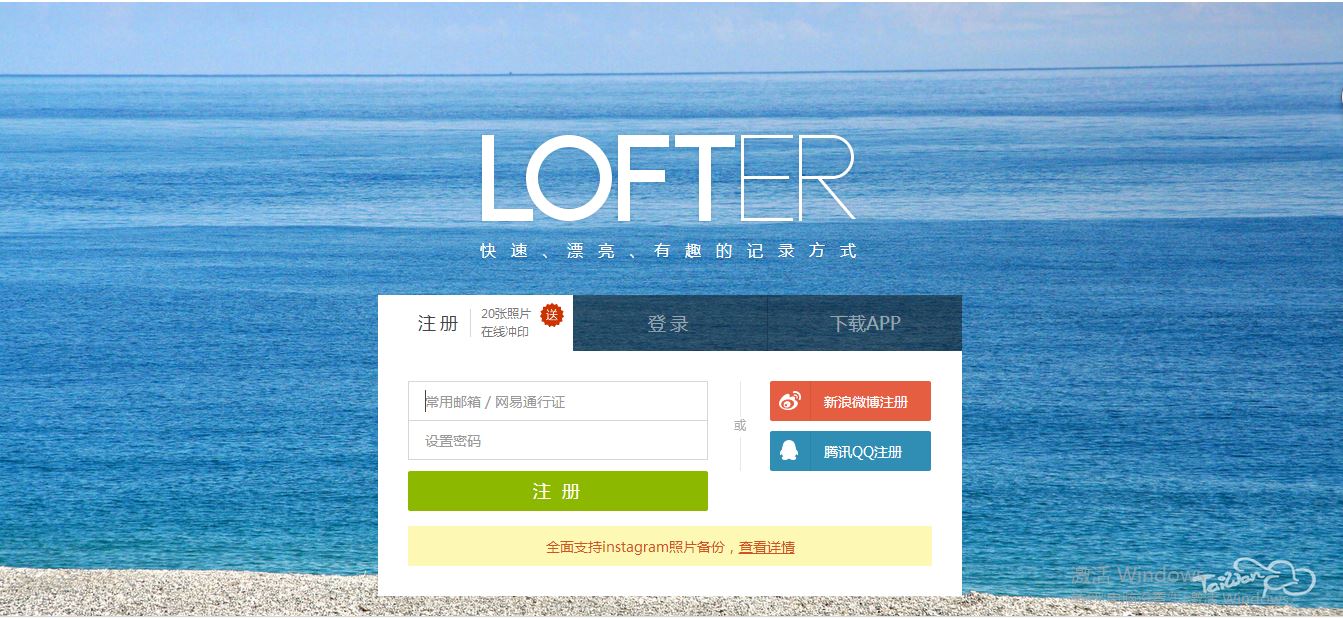 LOFTER
快速、漂亮、有趣的记录方式
注册
20张照片
在线冲印
送
登录
下载APP
常用邮箱 / 网易通行证
设置密码
注 册
或
新浪微博注册
腾讯QQ注册
全面支持instagram照片备份，查看详情
激活 Windows
Taiwan